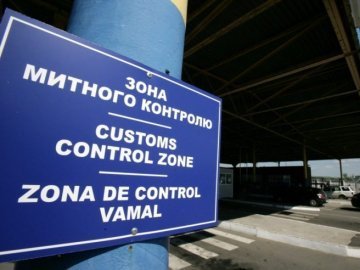 ЗОНА
МИТНОГО КОНТРОЛЮ
CUSTOMS
CONTROL ZONE
ZONA DE CONTROL
VAMAL